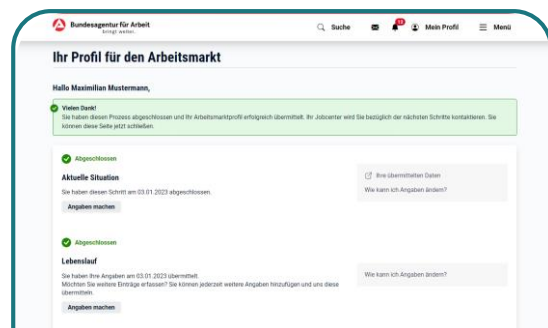 Bundesagentur für Arbeit
bringt weiter.
Suche
Mein Profil
Menü
Ihr Profil für den Arbeitsmarkt
Hallo Maximilian Mustermann,
Vielen Dank!
Sie haben diesen Prozess abgeschlossen und Ihr Arbeitsmarktprofil erfolgreich übermittelt. Ihr Jobcenter wird Sie bezüglich der nächsten Schritte kontaktieren. Sie
können diese Seite jetzt schließen.
Abgeschlossen
Aktuelle Situation
Sie haben diesen Schritt am 03.01.2023 abgeschlossen.
Angaben machen
Ihre übermittelten Daten
Wie kann ich Angaben ändern?
Abgeschlossen
Lebenslauf
Sie haben Ihre Angaben am 03.01.2023 übermittelt.
Möchten Sie weitere Einträge erfassen? Sie können jederzeit weitere Angaben hinzufügen und uns diese
übermitteln.
Angaben machen
Wie kann ich Angaben ändern?